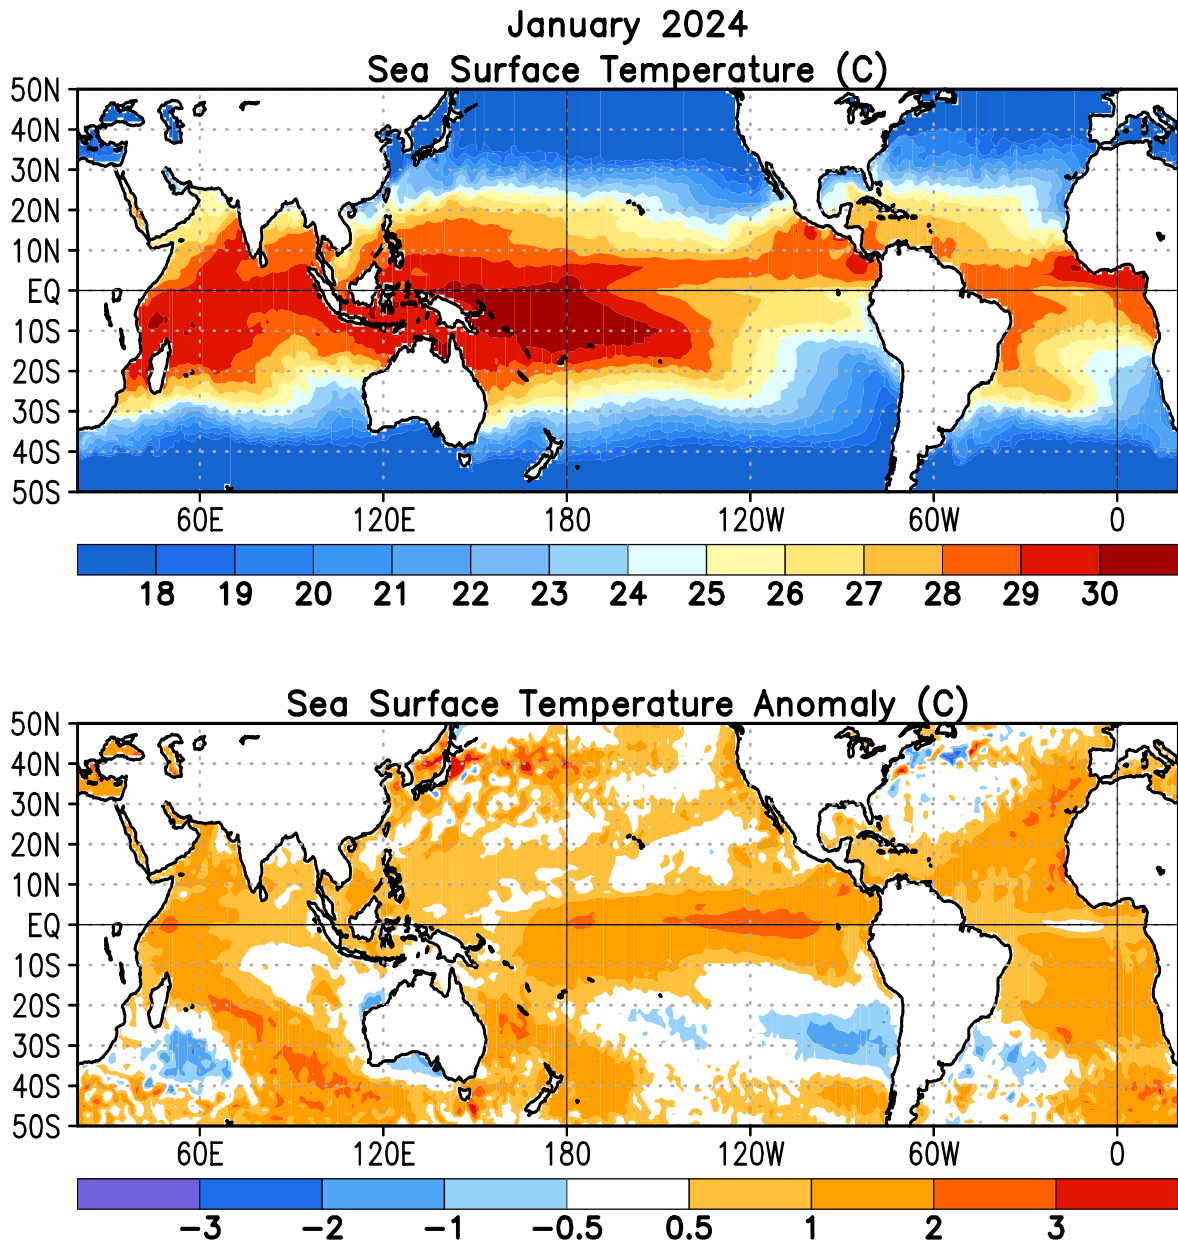 January 2024
Sea Surface Temperature (C)
50N
40N
30N
20N
10N
EQ
10S
20S
30S
40S
50S
60E 120E 180 120W 60W 0
18 19 20 21 22 23 24 25 26 27 28 29 30
Sea Surface Temperature Anomaly (C)
50N
40N
30N
20N
10N
EQ
10S
20S
30S
40S
50S
60E 120E 180 120W 60W 0
−3 −2 −1 −0.5 0.5 1 2 3